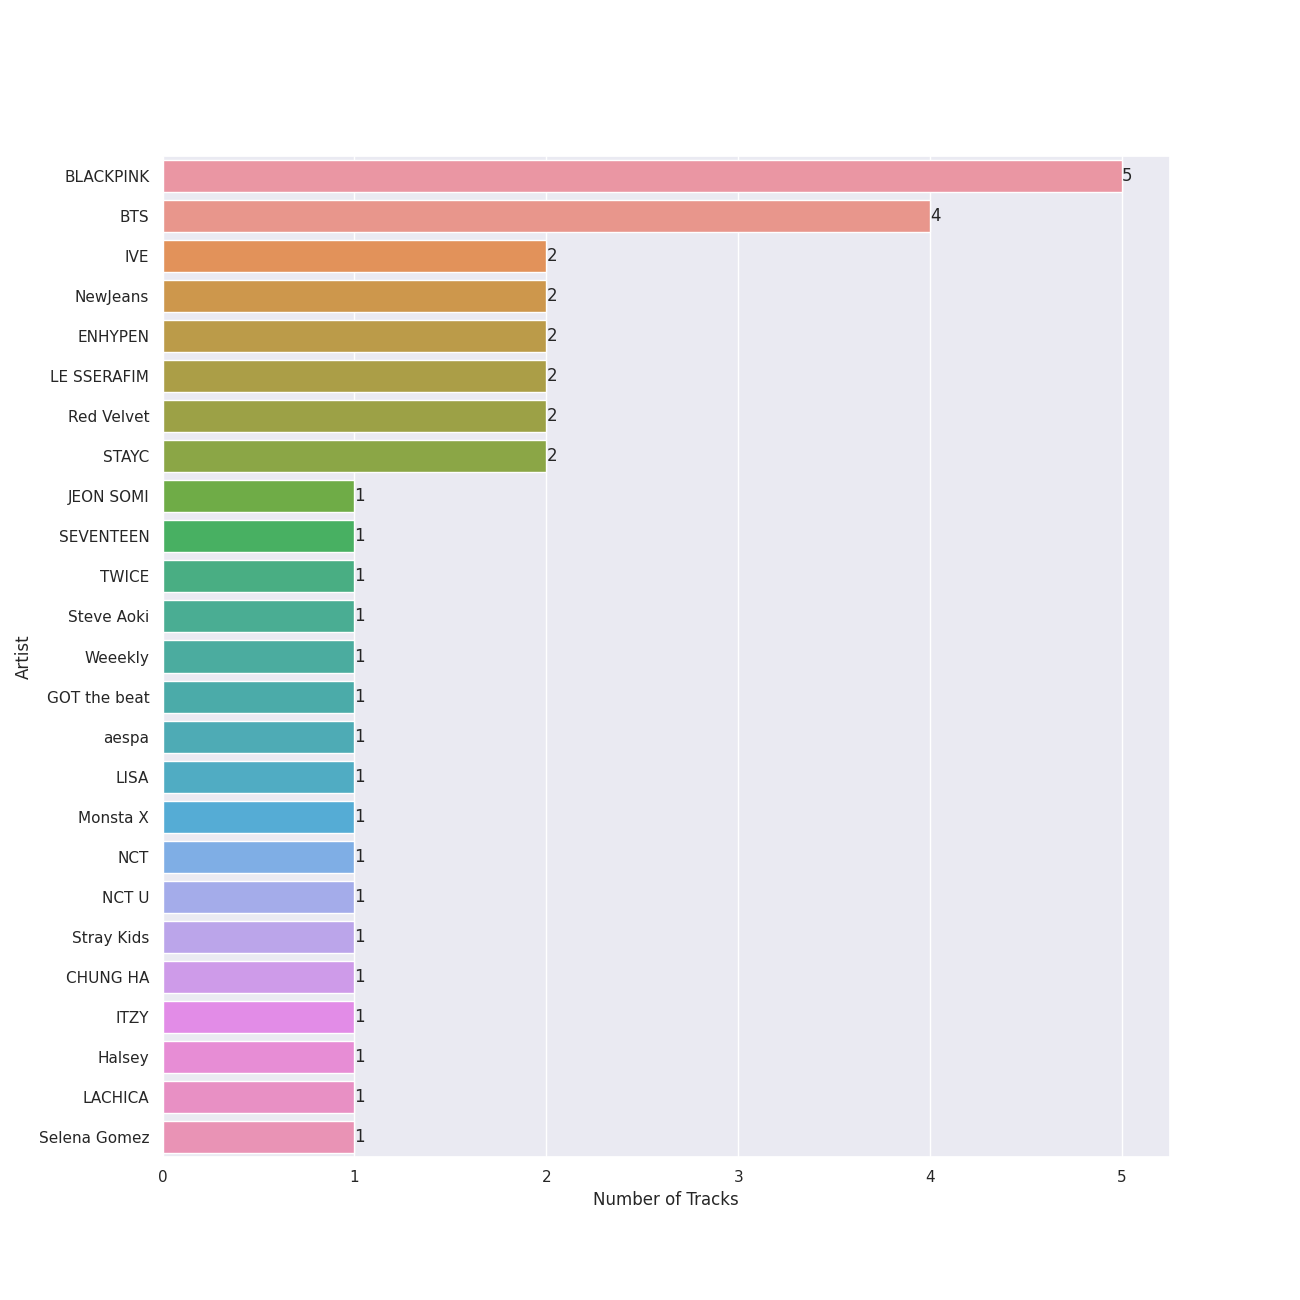 BLACKPINK 5
BTS 4
IVE 2
NewJeans 2
ENHYPEN 2
LE SSERAFIM 2
Red Velvet 2
STAYC 2
JEON SOMI 1
SEVENTEEN 1
TWICE 1
Steve Aoki 1
Weeekly 1
GOT the beat 1
aespa 1
LISA 1
Monsta X 1
NCT 1
NCT U 1
Stray Kids 1
CHUNG HA 1
ITZY 1
Halsey 1
LACHICA 1
Selena Gomez 1
Artist
0 1 2 3 4 5
Number of Tracks